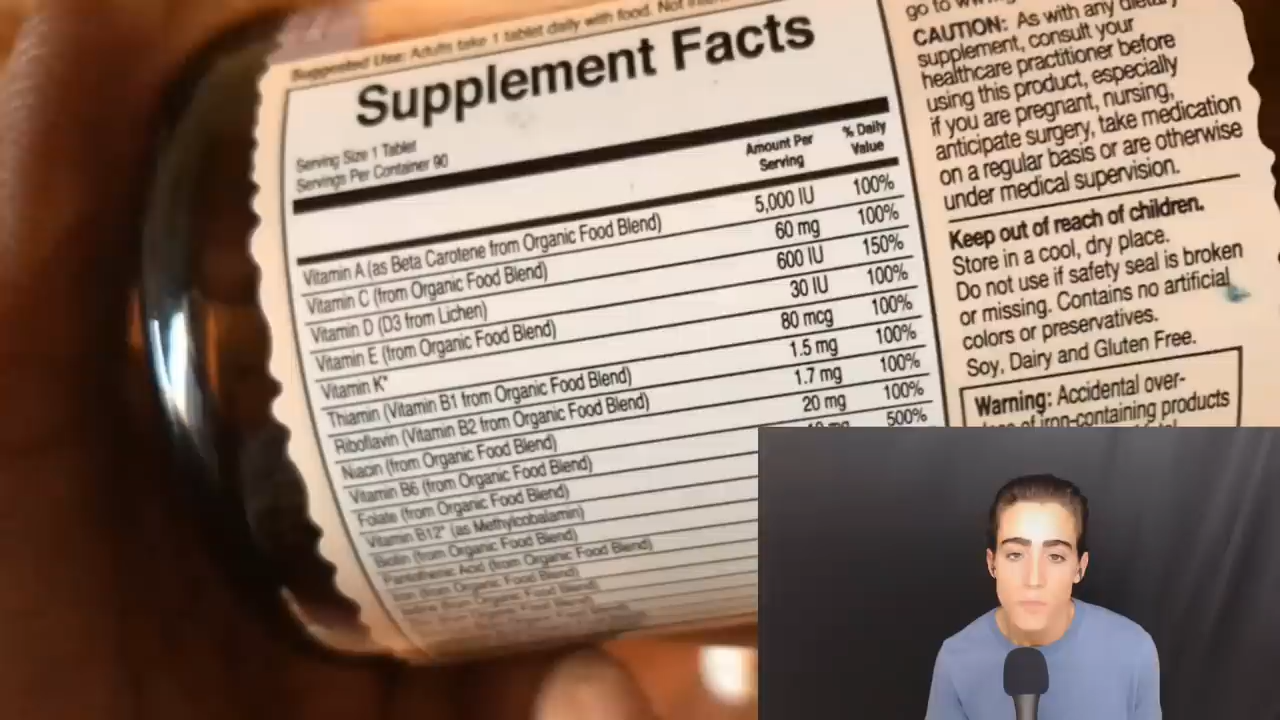 Suggested Use: Adults take 1 tablet daily with food. Not
Supplement Facts
Serving Size 1 Tablet
Servings Per Container 90
Amount Per
Serving
% Daily
Value
Vitamin A (as Beta Carotene from Organic Food Blend) 5,000 IU 100%
Vitamin C (from Organic Food Blend) 60 mg 100%
Vitamin D (D3 from Lichen) 600 IU 150%
Vitamin E (from Organic Food Blend) 30 IU 100%
Vitamin K* 80 mcg 100%
Thiamin (Vitamin B1 from Organic Food Blend) 1.5 mg 100%
Riboflavin (Vitamin B2 from Organic Food Blend) 1.7 mg 100%
Niacin (from Organic Food Blend) 20 mg 100%
Vitamin B6 (from Organic Food Blend) 500%
Folate (from Organic Food Blend)
Vitamin B12* (as Methylcobalamin)
Biotin (from Organic Food Blend)
Pantothenic Acid (from Organic Food Blend)
(from Organic Food Blend)
go to
CAUTION: As with any dietary
supplement, consult your
healthcare practitioner before
using this product, especially
if you are pregnant, nursing,
anticipate surgery, take medication
on a regular basis or are otherwise
under medical supervision.
Keep out of reach of children.
Store in a cool, dry place.
Do not use if safety seal is broken
or missing. Contains no artificial
colors or preservatives.
Soy, Dairy and Gluten Free.
Warning: Accidental over-
of iron-containing products